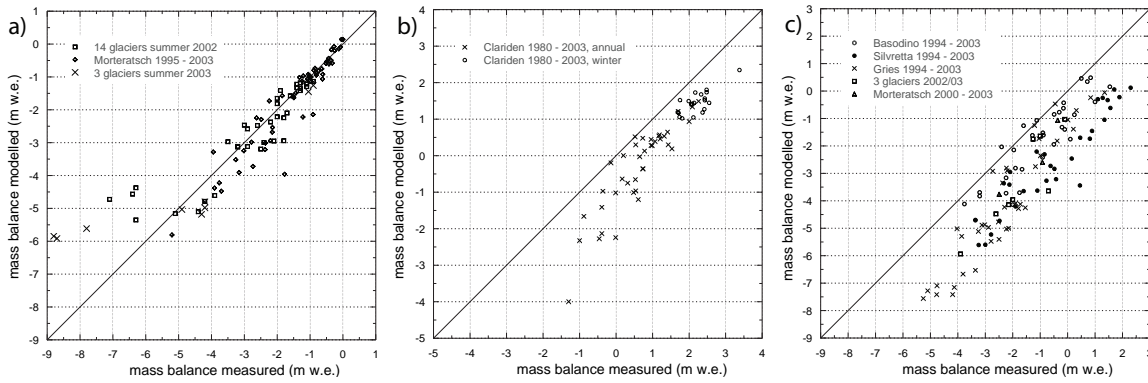 a)
14 glaciers summer 2002
Morteratsch 1995 - 2003
3 glaciers summer 2003
mass balance modelled (m w.e.)
1
0
-1
-2
-3
-4
-5
-6
-7
-8
-9
-9 -8 -7 -6 -5 -4 -3 -2 -1 0 1
mass balance measured (m w.e.)
b)
Clariden 1980 - 2003, annual
Clariden 1980 - 2003, winter
mass balance modelled (m w.e.)
4
3
2
1
0
-1
-2
-3
-4
-5
-5 -4 -3 -2 -1 0 1 2 3 4
mass balance measured (m w.e.)
c)
Basodino 1994 - 2003
Silvretta 1994 - 2003
Gries 1994 - 2003
3 glaciers 2002/03
Morteratsch 2000 - 2003
mass balance modelled (m w.e.)
3
2
1
0
-1
-2
-3
-4
-5
-6
-7
-8
-9
-9 -8 -7 -6 -5 -4 -3 -2 -1 0 1 2 3
mass balance measured (m w.e.)